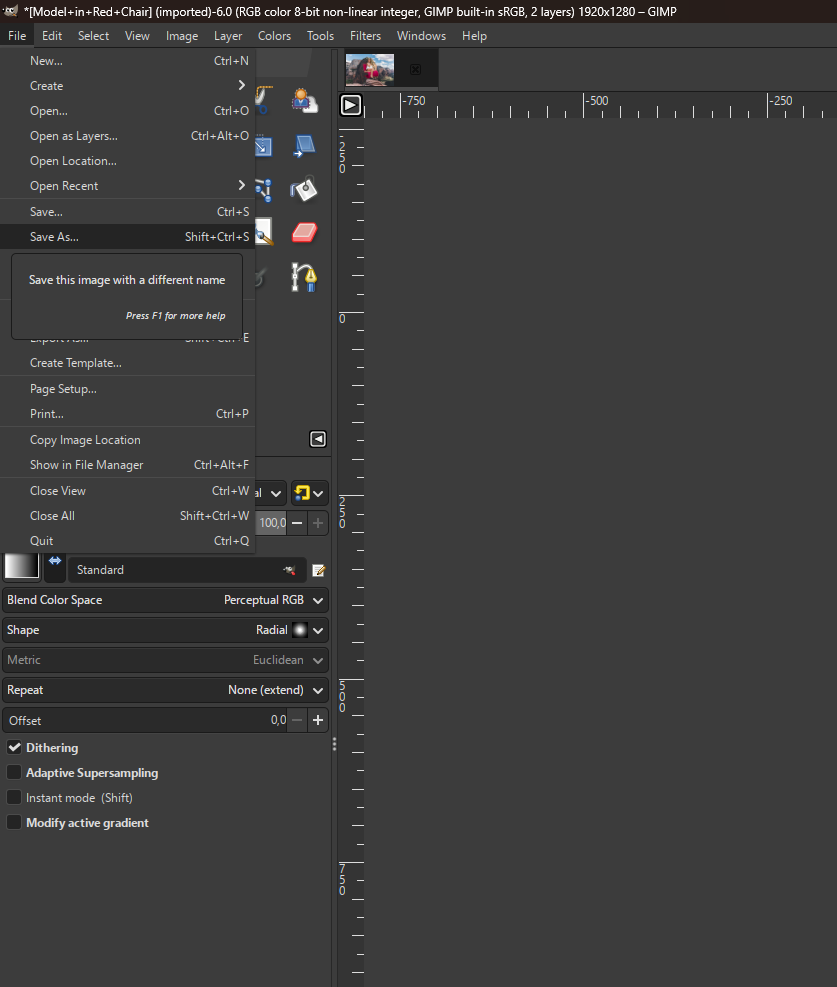 *[Model+in+Red+Chair] (imported)-6.0 (RGB color 8-bit non-linear integer, GIMP built-in sRGB, 2 layers) 1920x1280 – GIMP
File Edit Select View Image Layer Colors Tools Filters Windows Help
New... Ctrl+N
Create
Open... Ctrl+O
Open as Layers... Ctrl+Alt+O
Open Location...
Open Recent
Save... Ctrl+S
Save As... Shift+Ctrl+S
Save this image with a different name
Press F1 for more help
Export As... Shift+Ctrl+E
Create Template...
Page Setup...
Print... Ctrl+P
Copy Image Location
Show in File Manager Ctrl+Alt+F
Close View Ctrl+W
Close All Shift+Ctrl+W
Quit Ctrl+Q
al
100,0
Standard
Blend Color Space Perceptual RGB
Shape Radial
Metric Euclidean
Repeat None (extend)
Offset 0,0
Dithering
Adaptive Supersampling
Instant mode (Shift)
Modify active gradient
-750 -500 -250
-250
0
250
500
750